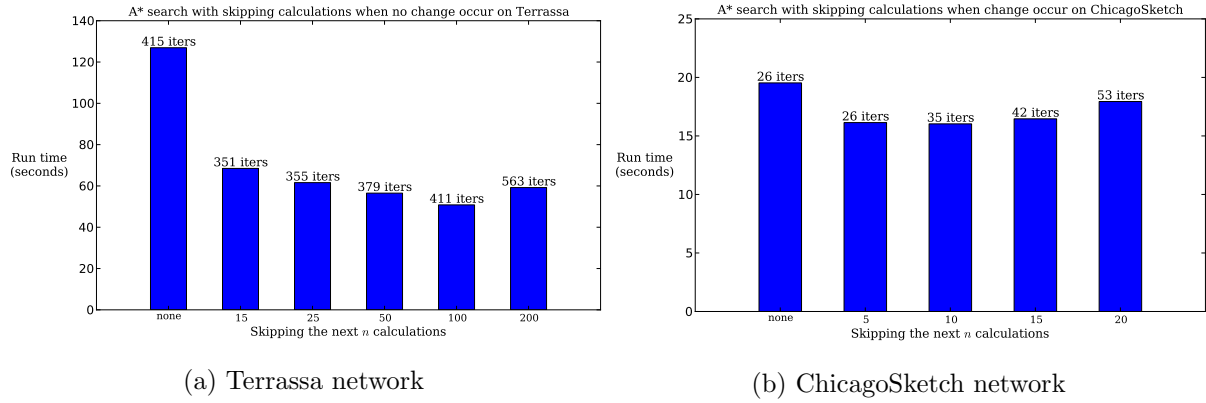 A* search with skipping calculations when no change occur on Terrassa
140
120
100
80
60
40
20
0
Run time
(seconds)
415 iters
351 iters
355 iters
379 iters
411 iters
563 iters
none 15 25 50 100 200
Skipping the next n calculations
(a) Terrassa network
A* search with skipping calculations when change occur on ChicagoSketch
25
20
15
10
5
0
Run time
(seconds)
26 iters
26 iters
35 iters
42 iters
53 iters
none 5 10 15 20
Skipping the next n calculations
(b) ChicagoSketch network